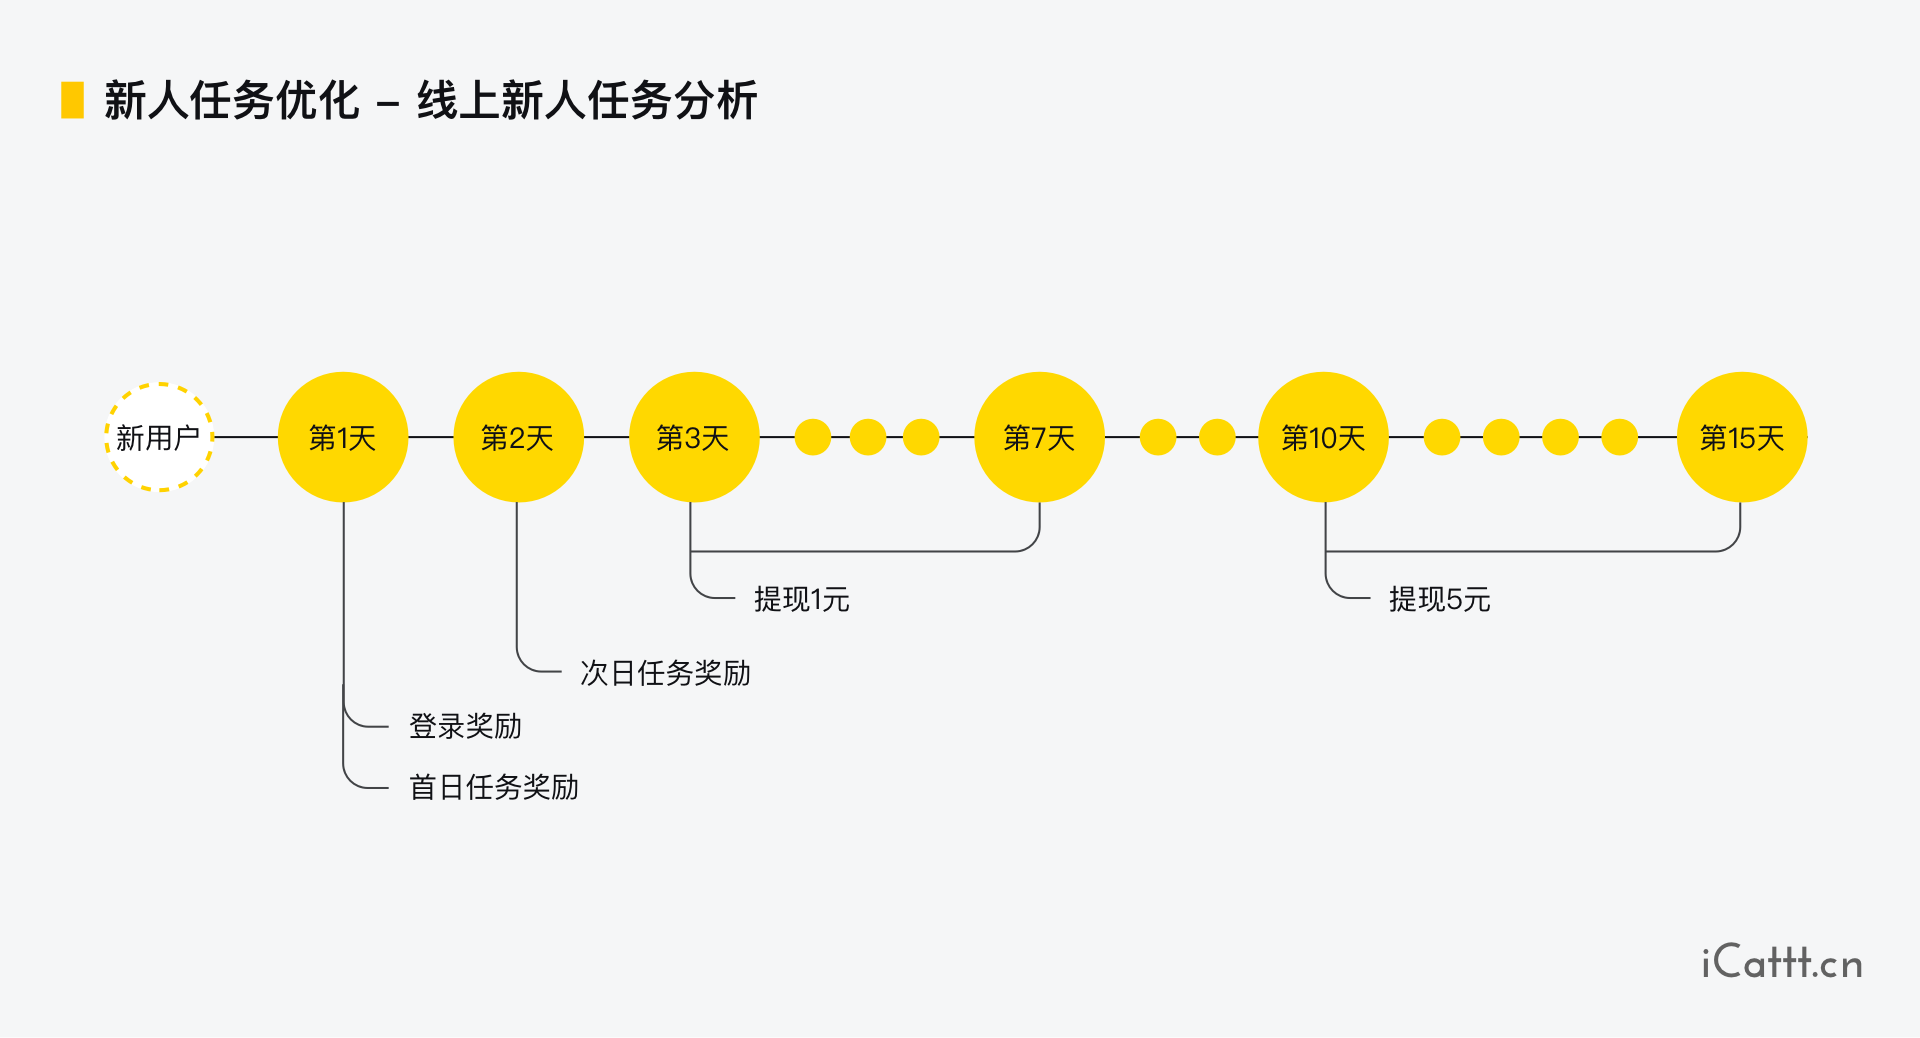 新人任务优化 – 线上新人任务分析
新用户
第1天
第2天
第3天
第7天
第10天
第15天
提现1元
提现5元
次日任务奖励
登录奖励
首日任务奖励
iCattt.cn